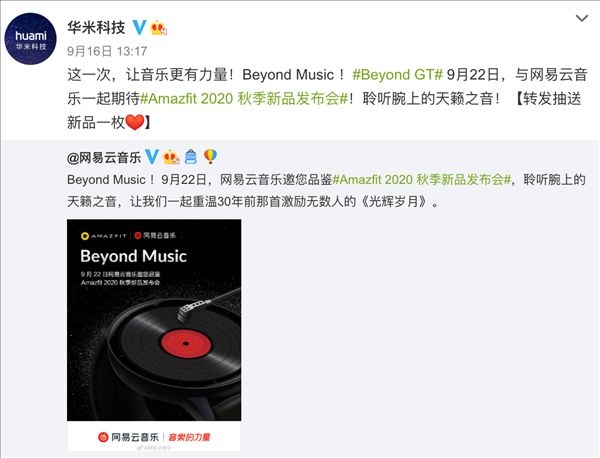 huami
华米科技
华米科技
9月16日 13:17
这一次，让音乐更有力量！Beyond Music！#Beyond GT# 9月22日，与网易云音
乐一起期待#Amazfit 2020 秋季新品发布会#！聆听腕上的天籁之音！【转发抽送
新品一枚❤️】
@网易云音乐
Beyond Music！ 9月22日，网易云音乐邀您品鉴#Amazfit 2020 秋季新品发布会#，聆听腕上的
天籁之音，让我们一起重温30年前那首激励无数人的《光辉岁月》。
AMAZFIT | 网易云音乐
Beyond Music
9 月 22 日网易云音乐邀您品鉴
Amazfit 2020 秋季新品发布会
网易云音乐 | 音樂的力量